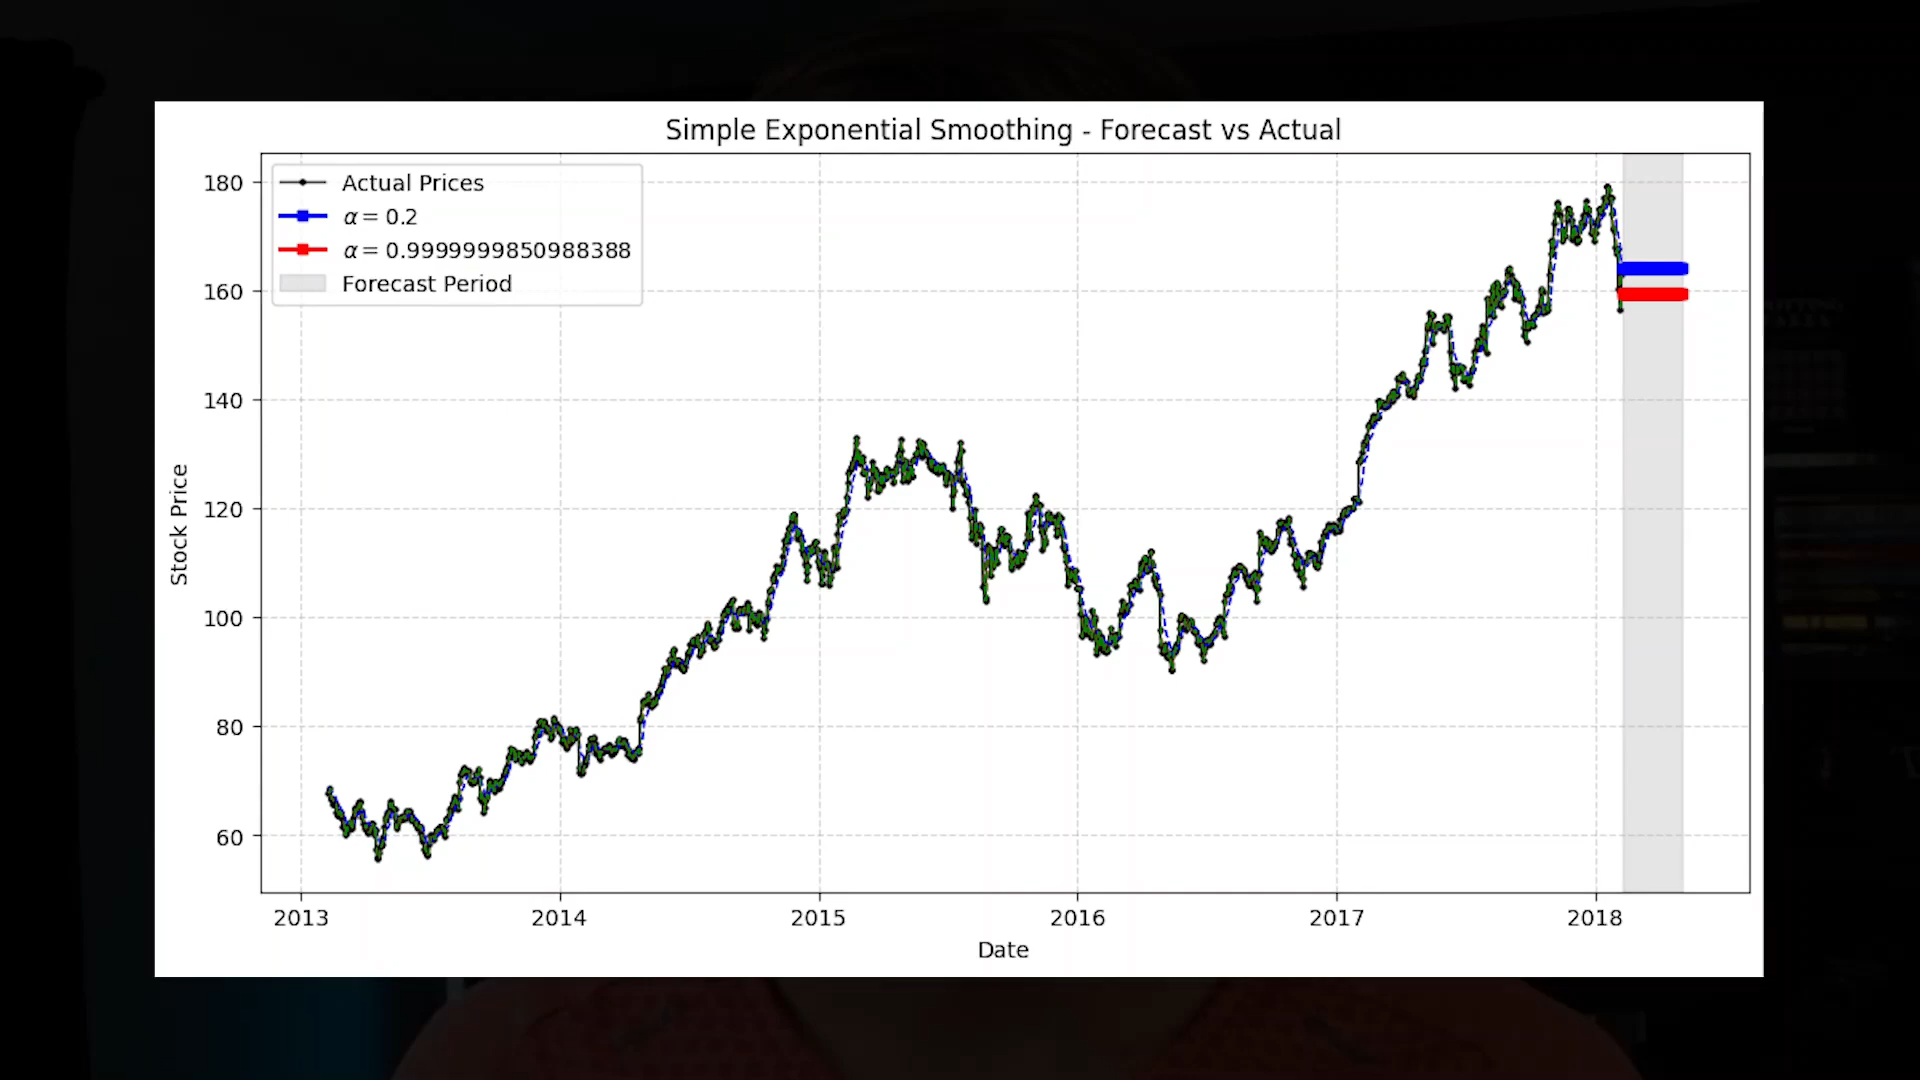 Simple Exponential Smoothing - Forecast vs Actual
Actual Prices
α = 0.2
α = 0.9999999850988388
Forecast Period
180
160
140
120
100
80
60
Stock Price
2013 2014 2015 2016 2017 2018
Date